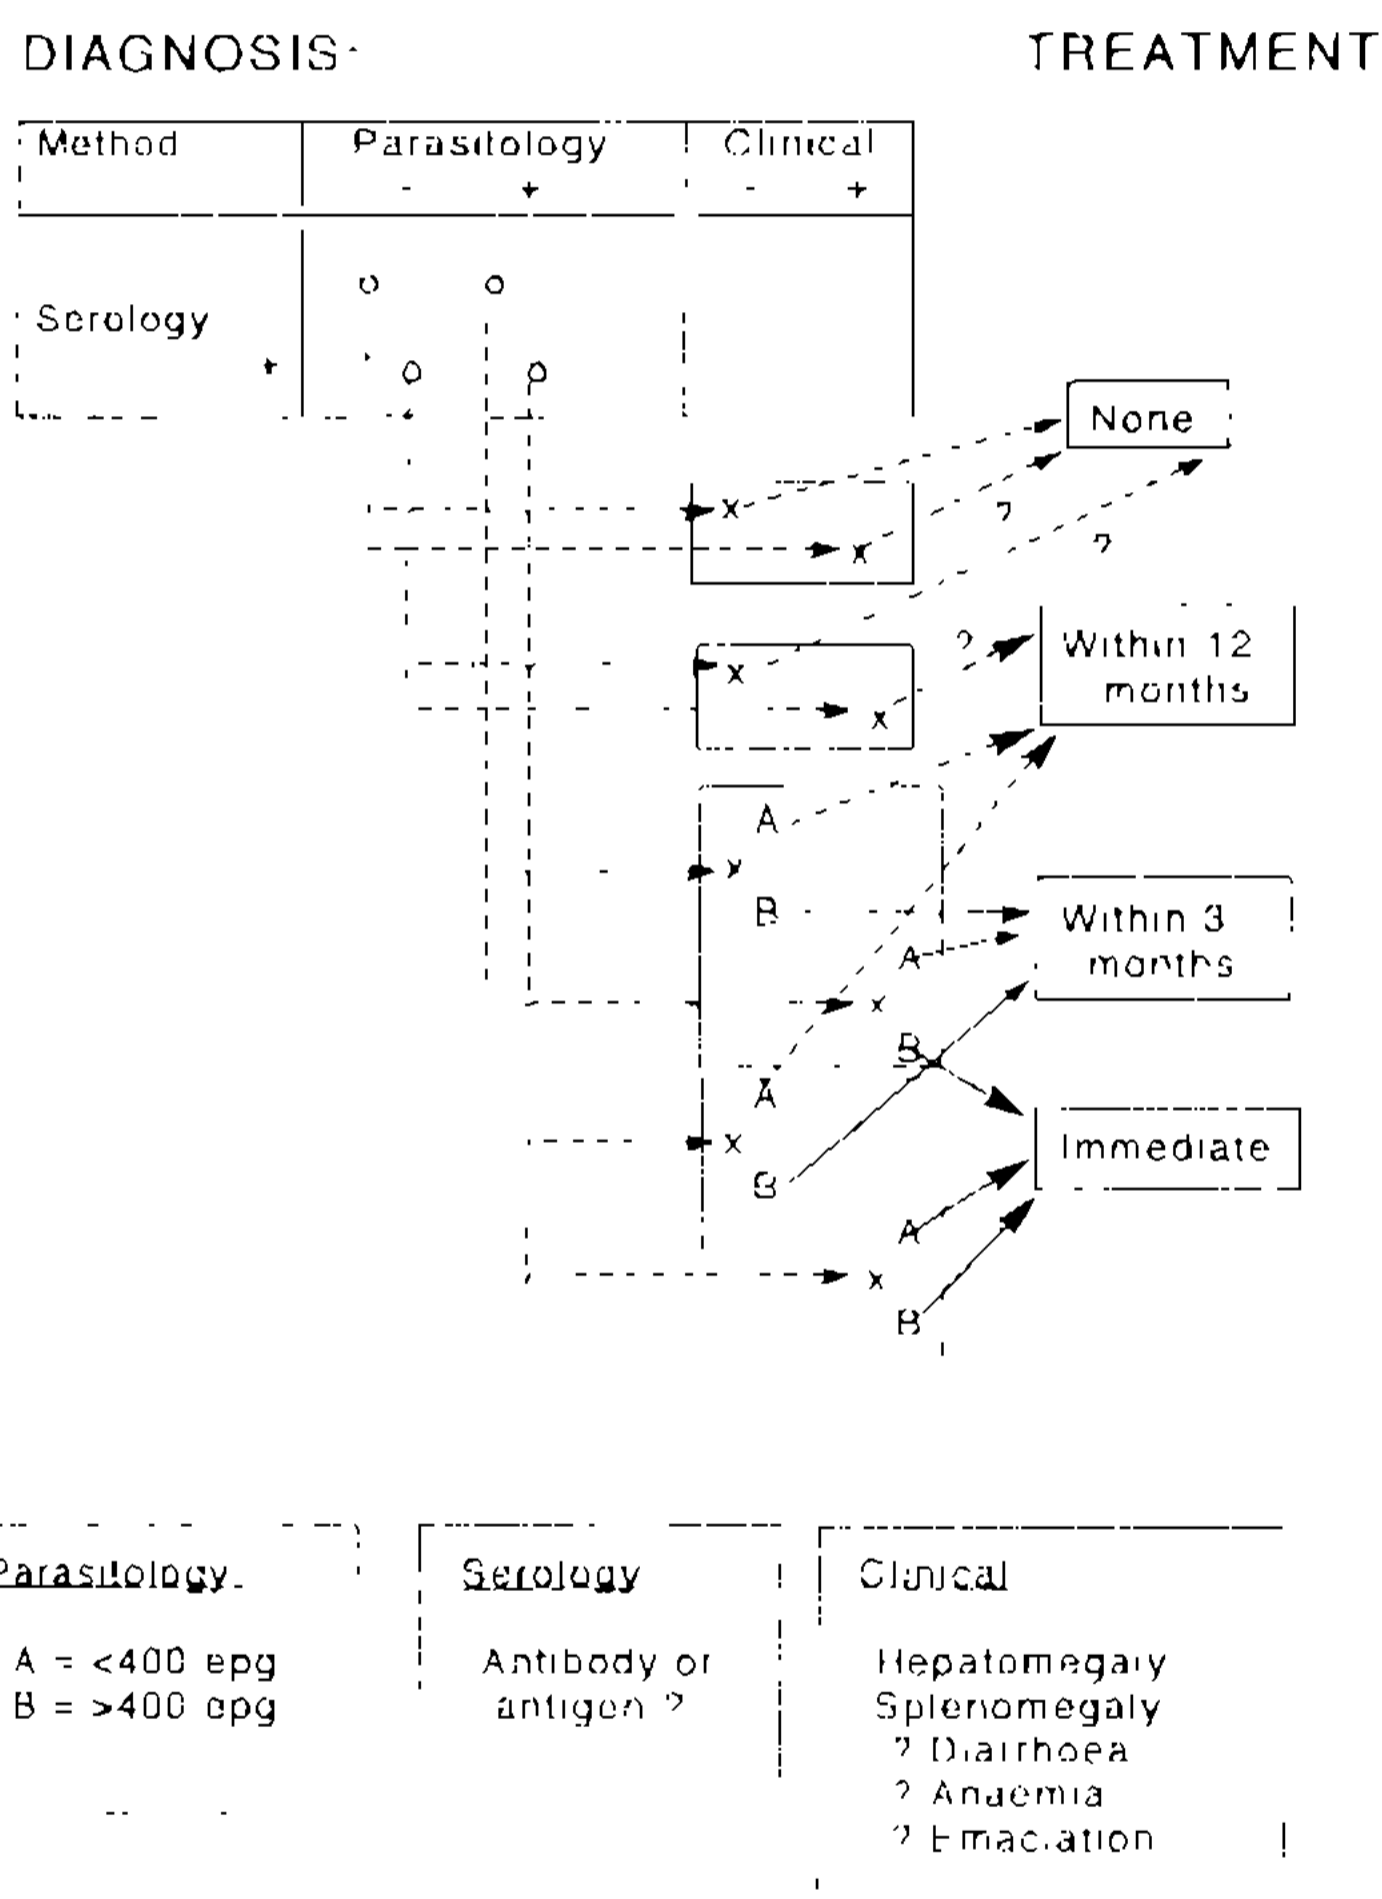 DIAGNOSIS TREATMENT
Method Parasitology Clinical
- + - +
Serology
+
None
?
?
? Within 12
months
A
B Within 3
A months
B
A
Immediate
B
A
B
Parasitology Serology Clinical
A = <400 epg Antibody or Hepatomegaly
B = >400 epg antigen ? Splenomegaly
? Diarrhoea
? Anaemia
? Emaciation